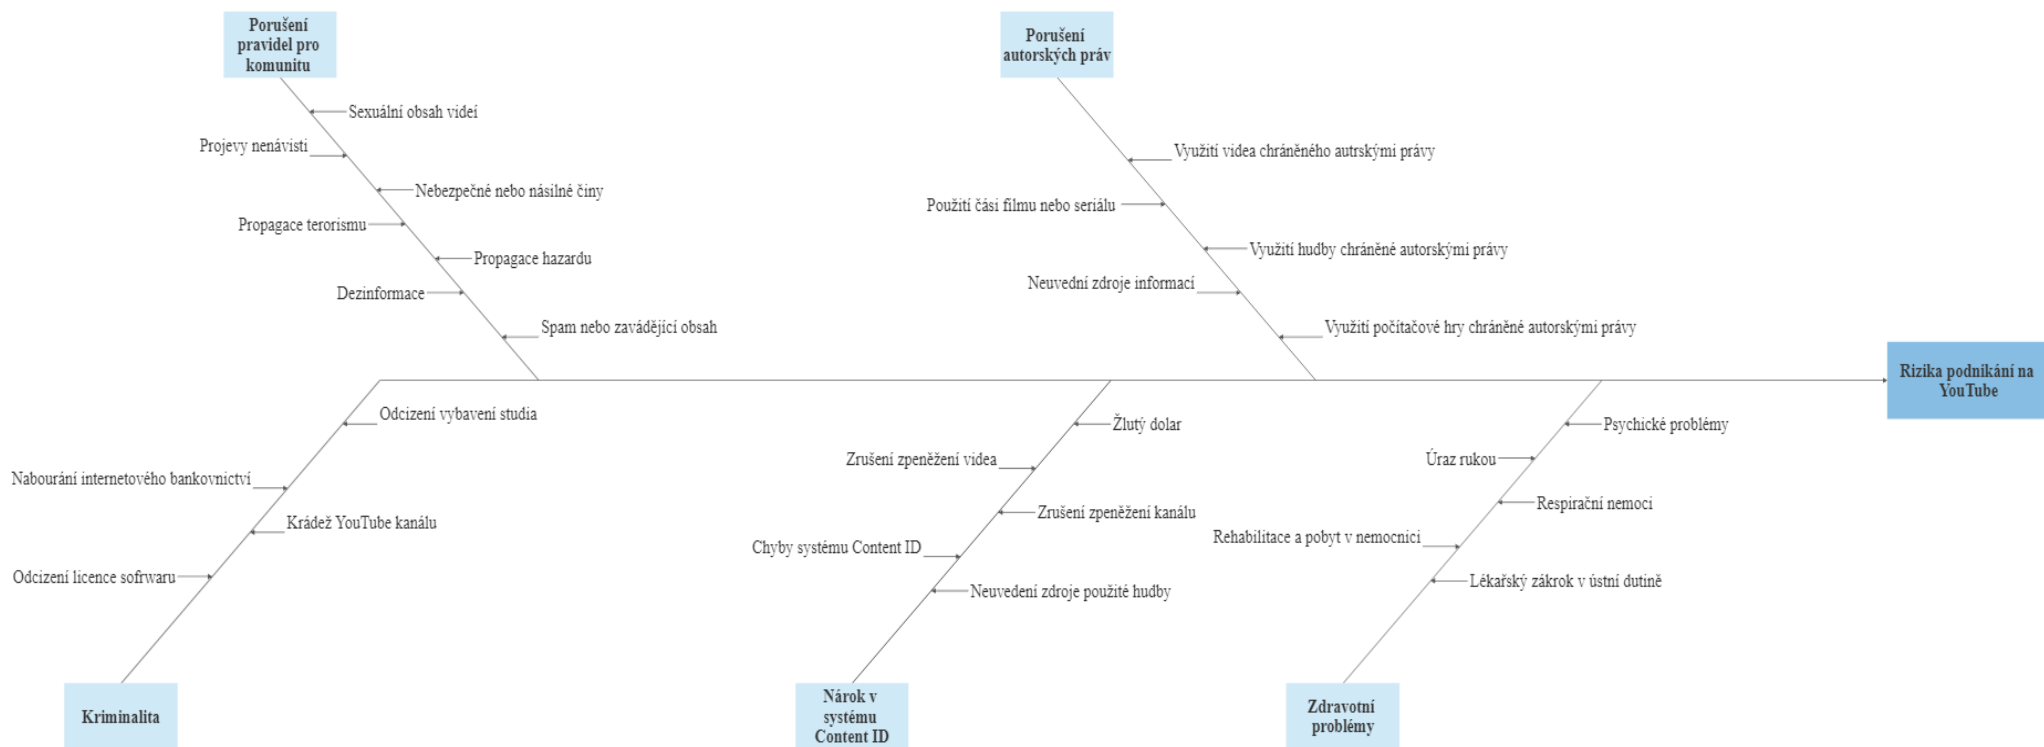 Porušení
pravidel pro
komunitu
Sexuální obsah videí
Projevy nenávisti
Nebezpečné nebo násilné činy
Propagace terorismu
Propagace hazardu
Dezinformace
Spam nebo zavádějící obsah
Porušení
autorských práv
Využití videa chráněného autrskými právy
Použití čási filmu nebo seriálu
Využití hudby chráněné autorskými právy
Neuvední zdroje informací
Využití počítačové hry chráněné autorskými právy
Rizika podnikání na
YouTube
Odcizení vybavení studia
Nabourání internetového bankovnictví
Krádež YouTube kanálu
Odcizení licence sofrwaru
Kriminalita
Žlutý dolar
Zrušení zpeněžení videa
Zrušení zpeněžení kanálu
Chyby systému Content ID
Neuvedení zdroje použité hudby
Nárok v
systému
Content ID
Psychické problémy
Úraz rukou
Respirační nemoci
Rehabilitace a pobyt v nemocnici
Lékařský zákrok v ústní dutině
Zdravotní
problémy